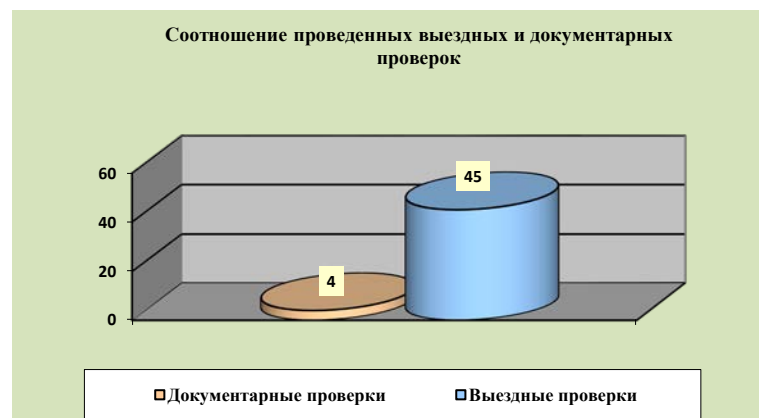 Соотношение проведенных выездных и документарных
проверок
60
40
20
0
4
45
Документарные проверки
Выездные проверки